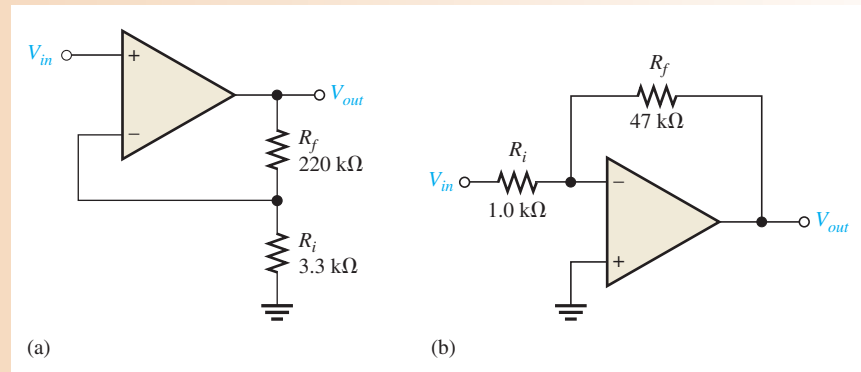 V_in
+
−
V_out
R_f
220 kΩ
R_i
3.3 kΩ
(a)
R_f
47 kΩ
R_i
V_in
1.0 kΩ
−
+
V_out
(b)